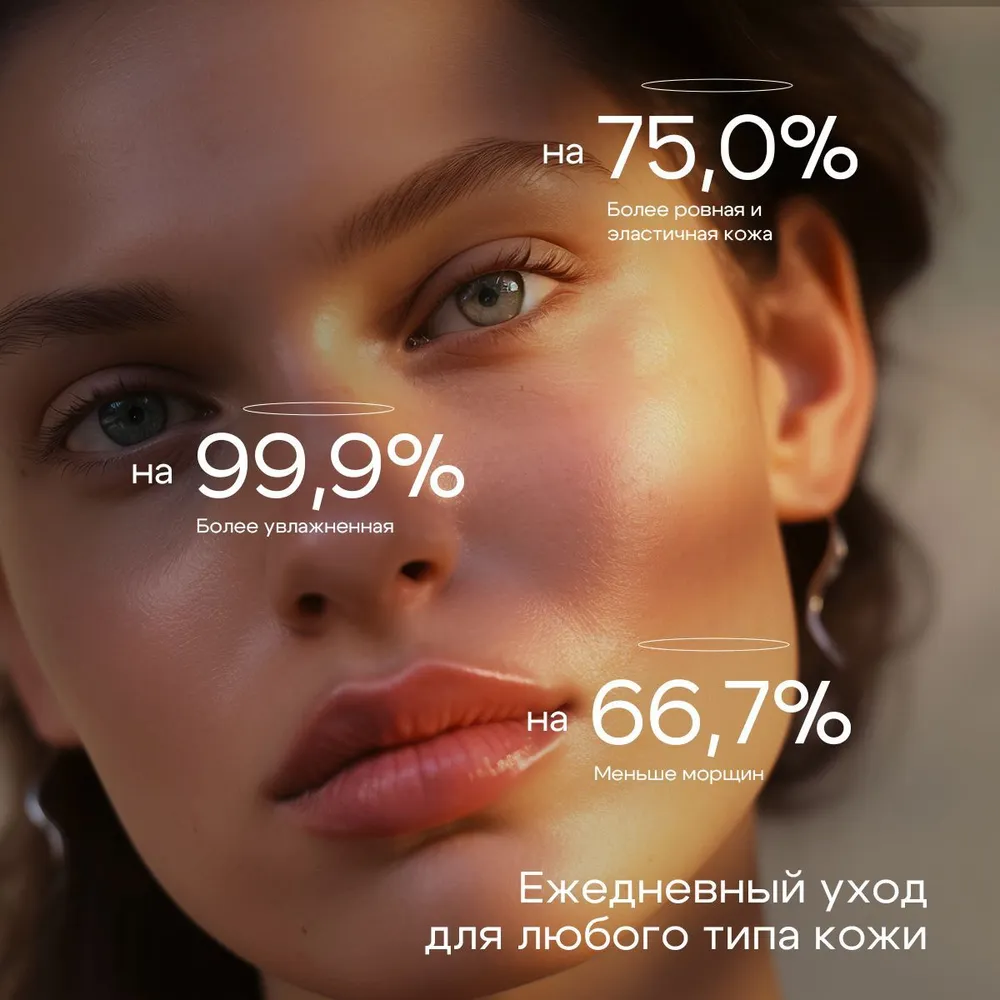 на 75,0%
Более ровная и
эластичная кожа
на 99,9%
Более увлажненная
на 66,7%
Меньше морщин
Ежедневный уход
для любого типа кожи